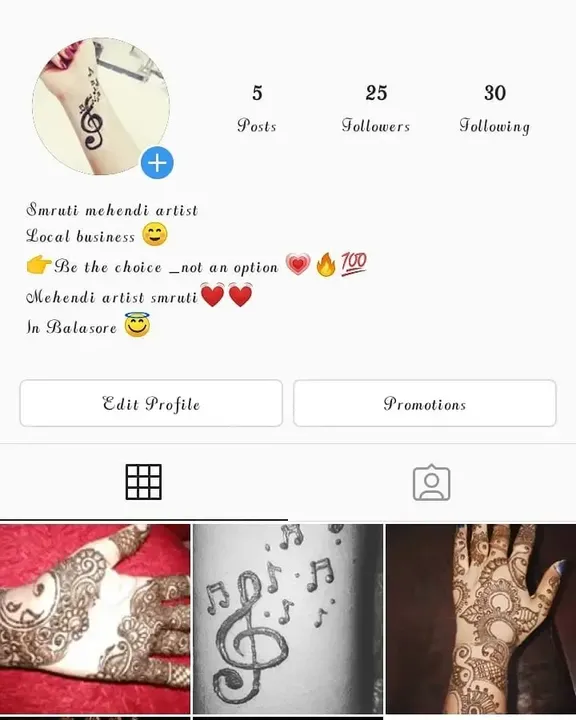 5
Posts
25
Followers
30
Following
Smruti mehendi artist
Local business 😊
👉Be the choice _not an option 💗🔥💯
Mehendi artist smruti💓💓
In Balasore 😇
Edit Profile
Promotions